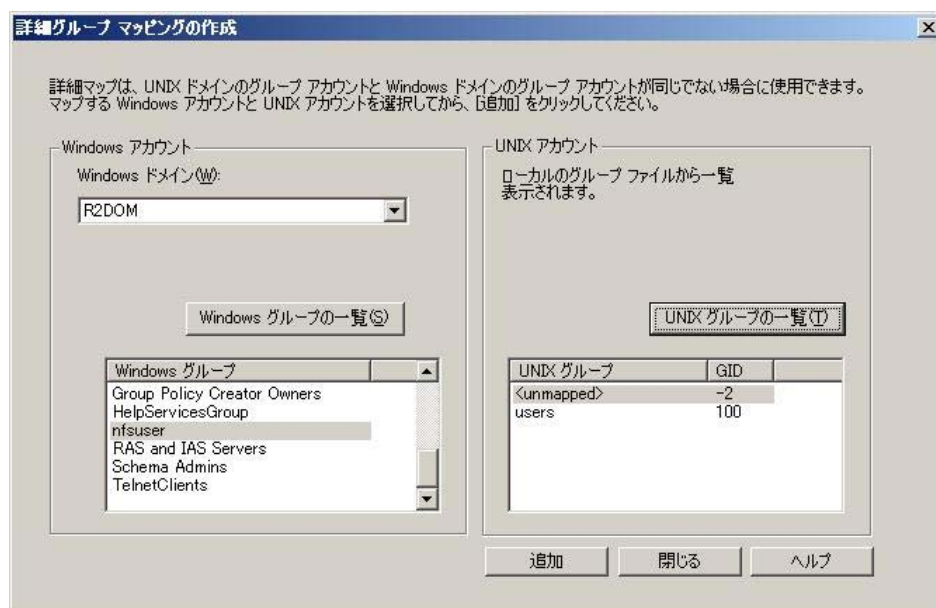 詳細グループ マッピングの作成
詳細マップは、UNIX ドメインのグループ アカウントと Windows ドメインのグループ アカウントが同じでない場合に使用できます。
マップする Windows アカウントと UNIX アカウントを選択してから、[追加] をクリックしてください。
Windows アカウント
Windows ドメイン(W):
R2DOM
Windows グループの一覧(S)
Windows グループ
Group Policy Creator Owners
HelpServicesGroup
nfsuser
RAS and IAS Servers
Schema Admins
TelnetClients
UNIX アカウント
ローカルのグループ ファイルから一覧
表示されます。
UNIX グループの一覧(T)
UNIX グループ GID
<unmapped> -2
users 100
追加 閉じる ヘルプ